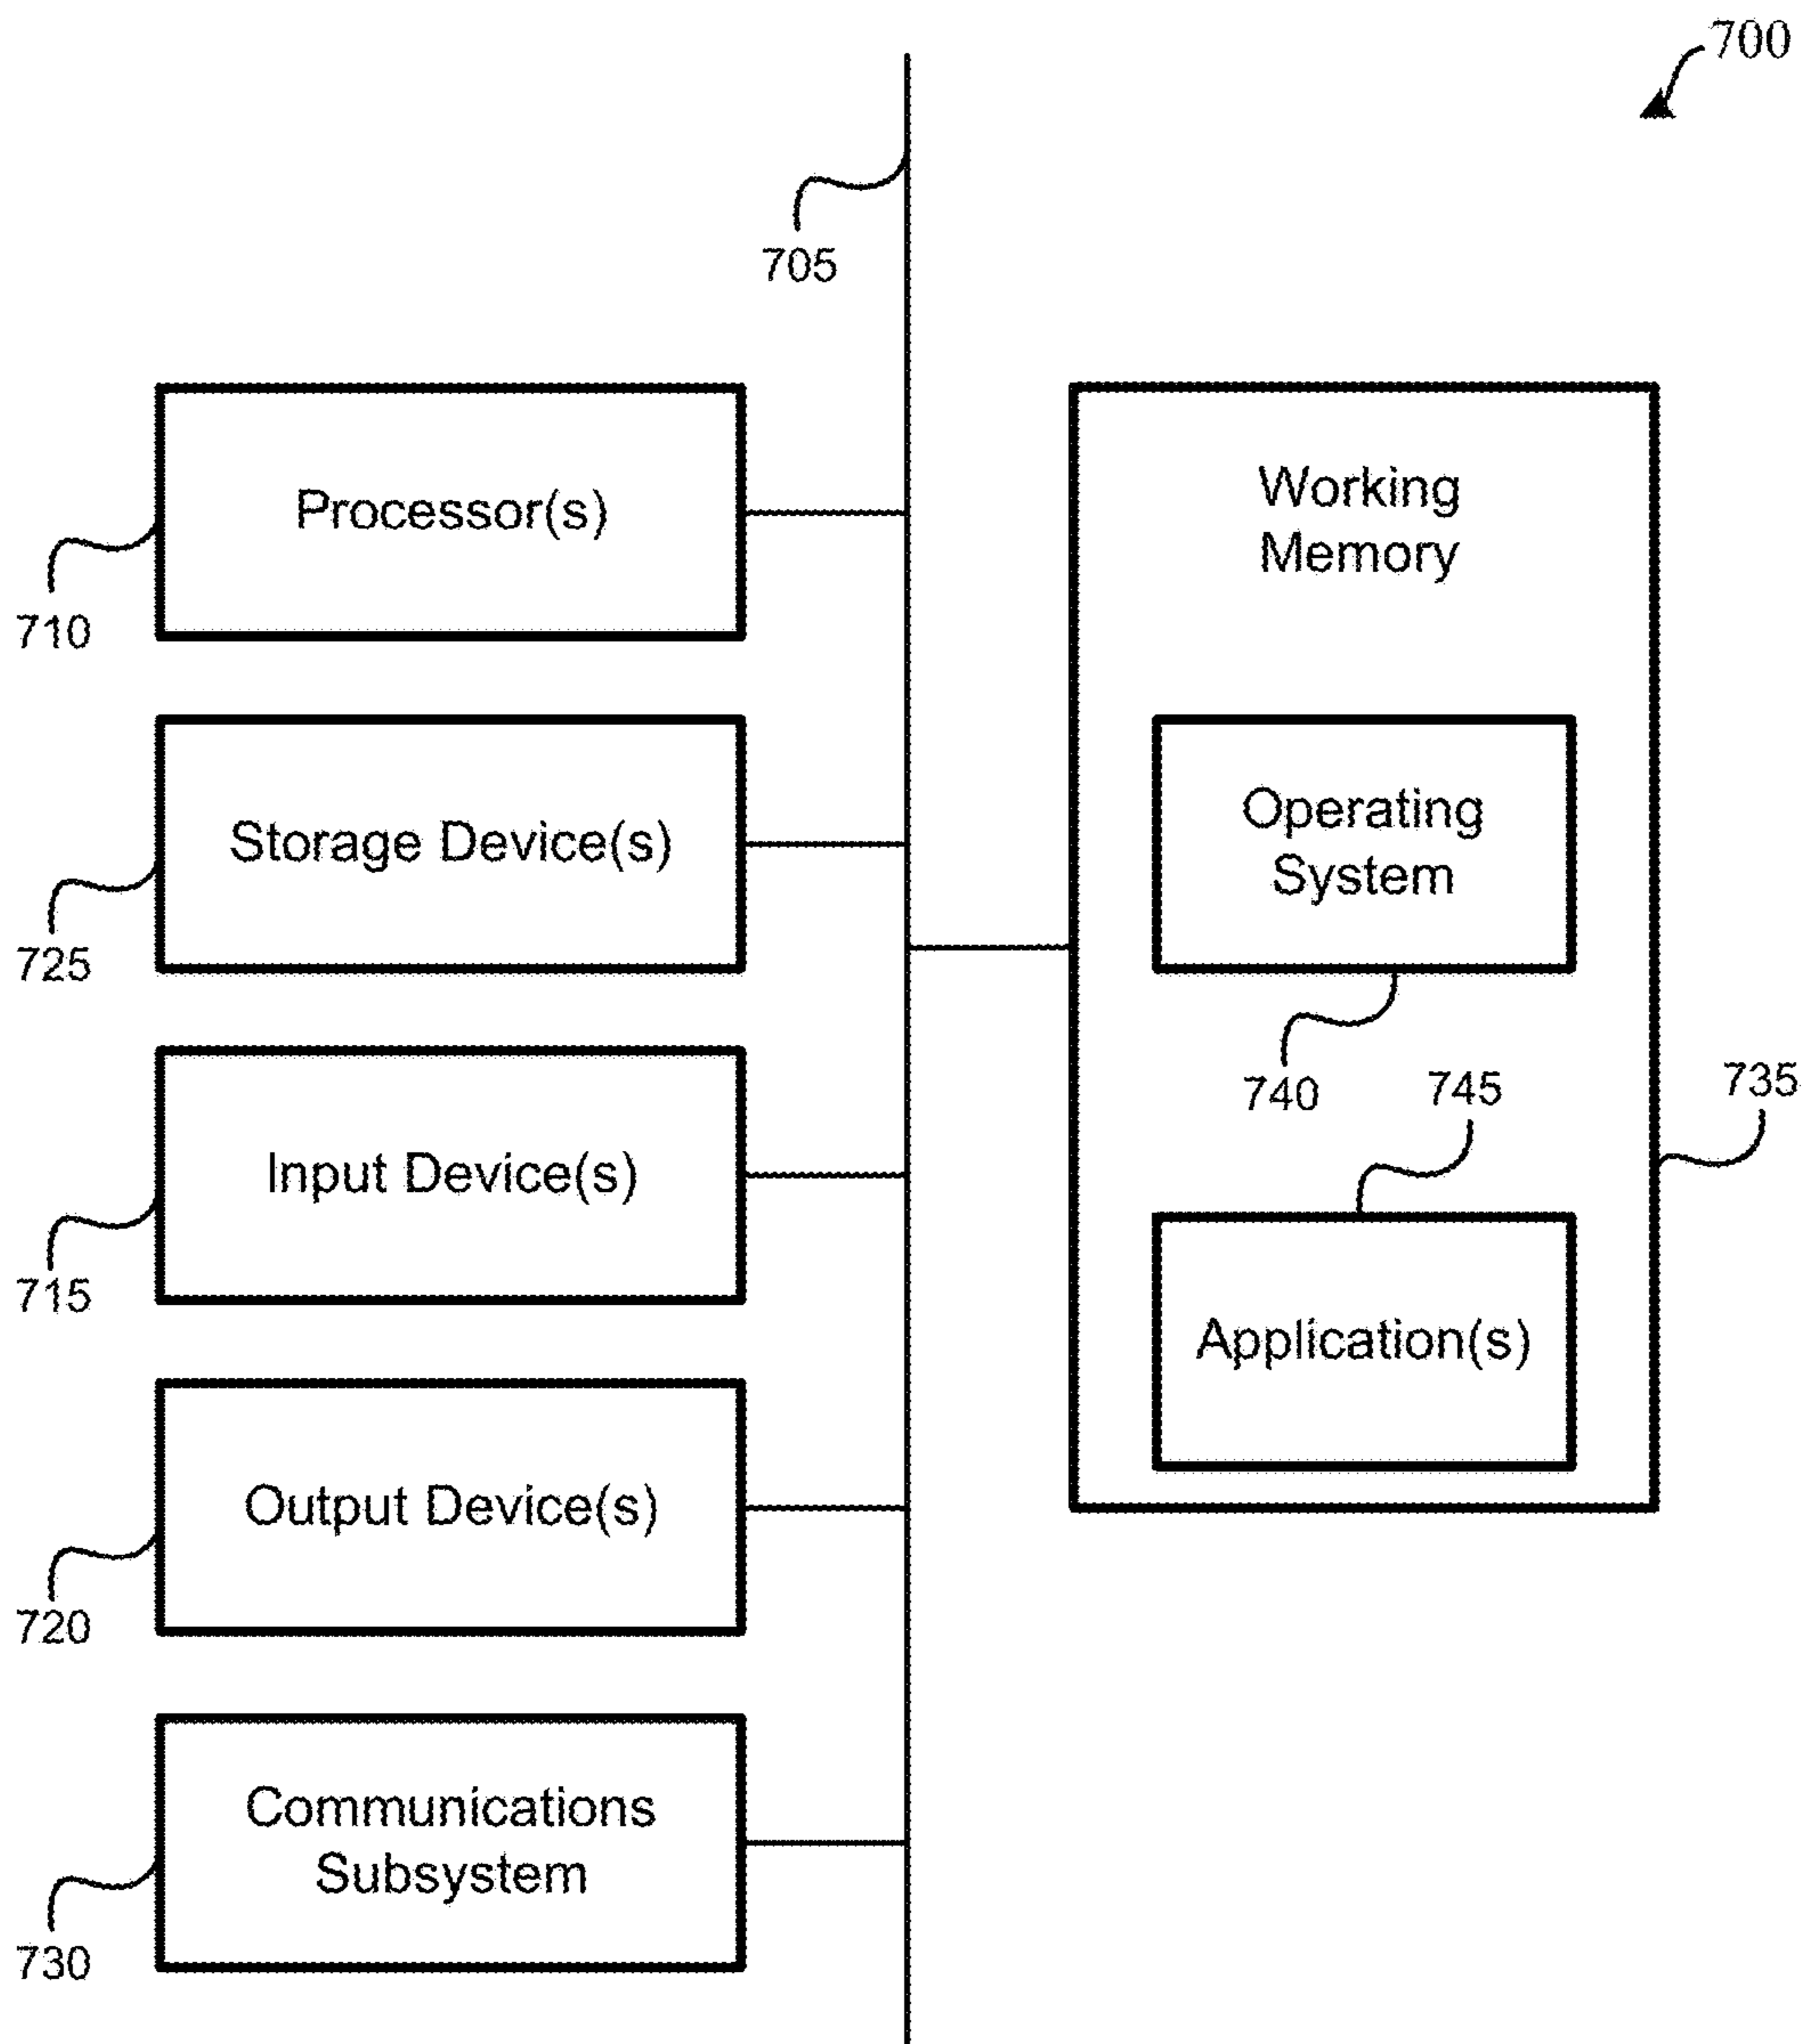 700
705
Processor(s)
710
Storage Device(s)
725
Input Device(s)
715
Output Device(s)
720
Communications
Subsystem
730
Working
Memory
Operating
System
740
745
735
Application(s)